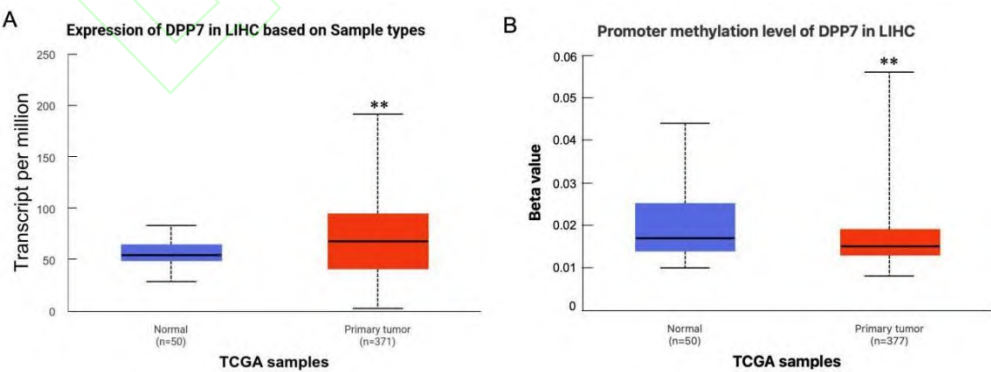 A
Expression of DPP7 in LIHC based on Sample types
Transcript per million
250
200
150
100
50
0
**
Normal
(n=50)
Primary tumor
(n=371)
TCGA samples
B
Promoter methylation level of DPP7 in LIHC
Beta value
0.06
0.05
0.04
0.03
0.02
0.01
0
**
Normal
(n=50)
Primary tumor
(n=377)
TCGA samples